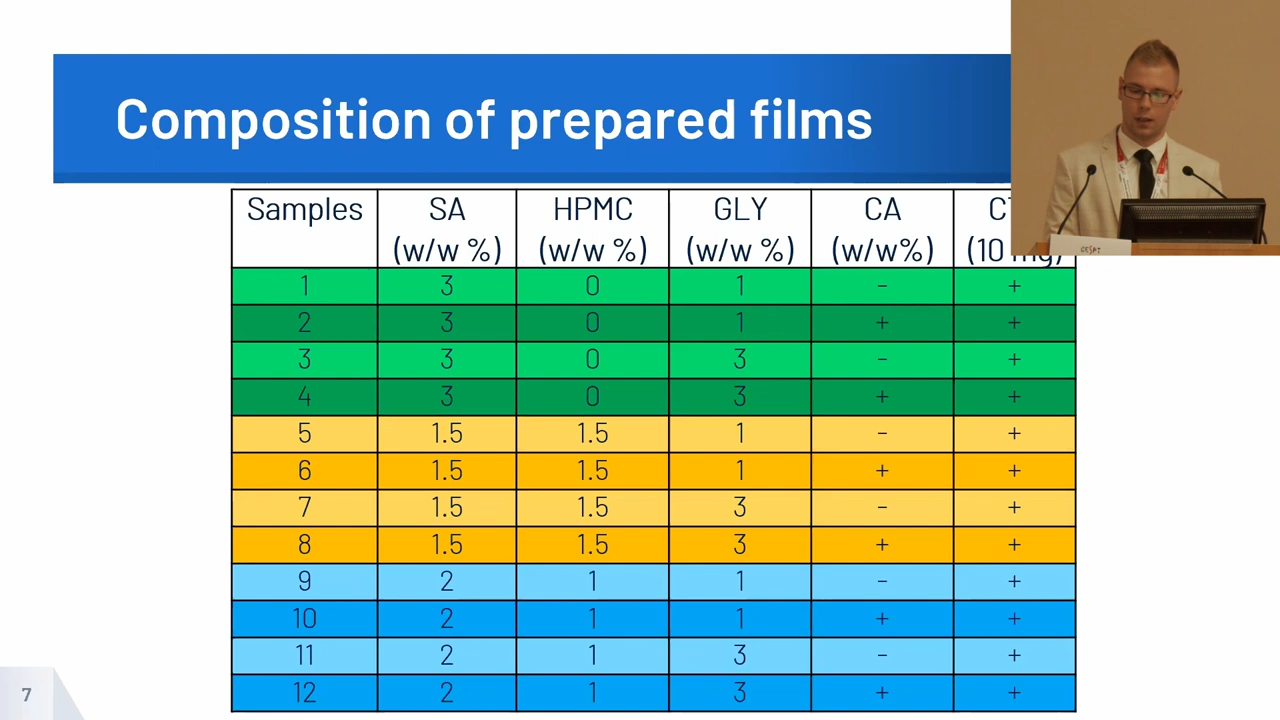 Composition of prepared films
Samples SA HPMC GLY CA
(w/w %) (w/w %) (w/w %) (w/w%) (10 mg)
1 3 0 1 - +
2 3 0 1 + +
3 3 0 3 - +
4 3 0 3 + +
5 1.5 1.5 1 - +
6 1.5 1.5 1 + +
7 1.5 1.5 3 - +
8 1.5 1.5 3 + +
9 2 1 1 - +
10 2 1 1 + +
11 2 1 3 - +
12 2 1 3 + +
7